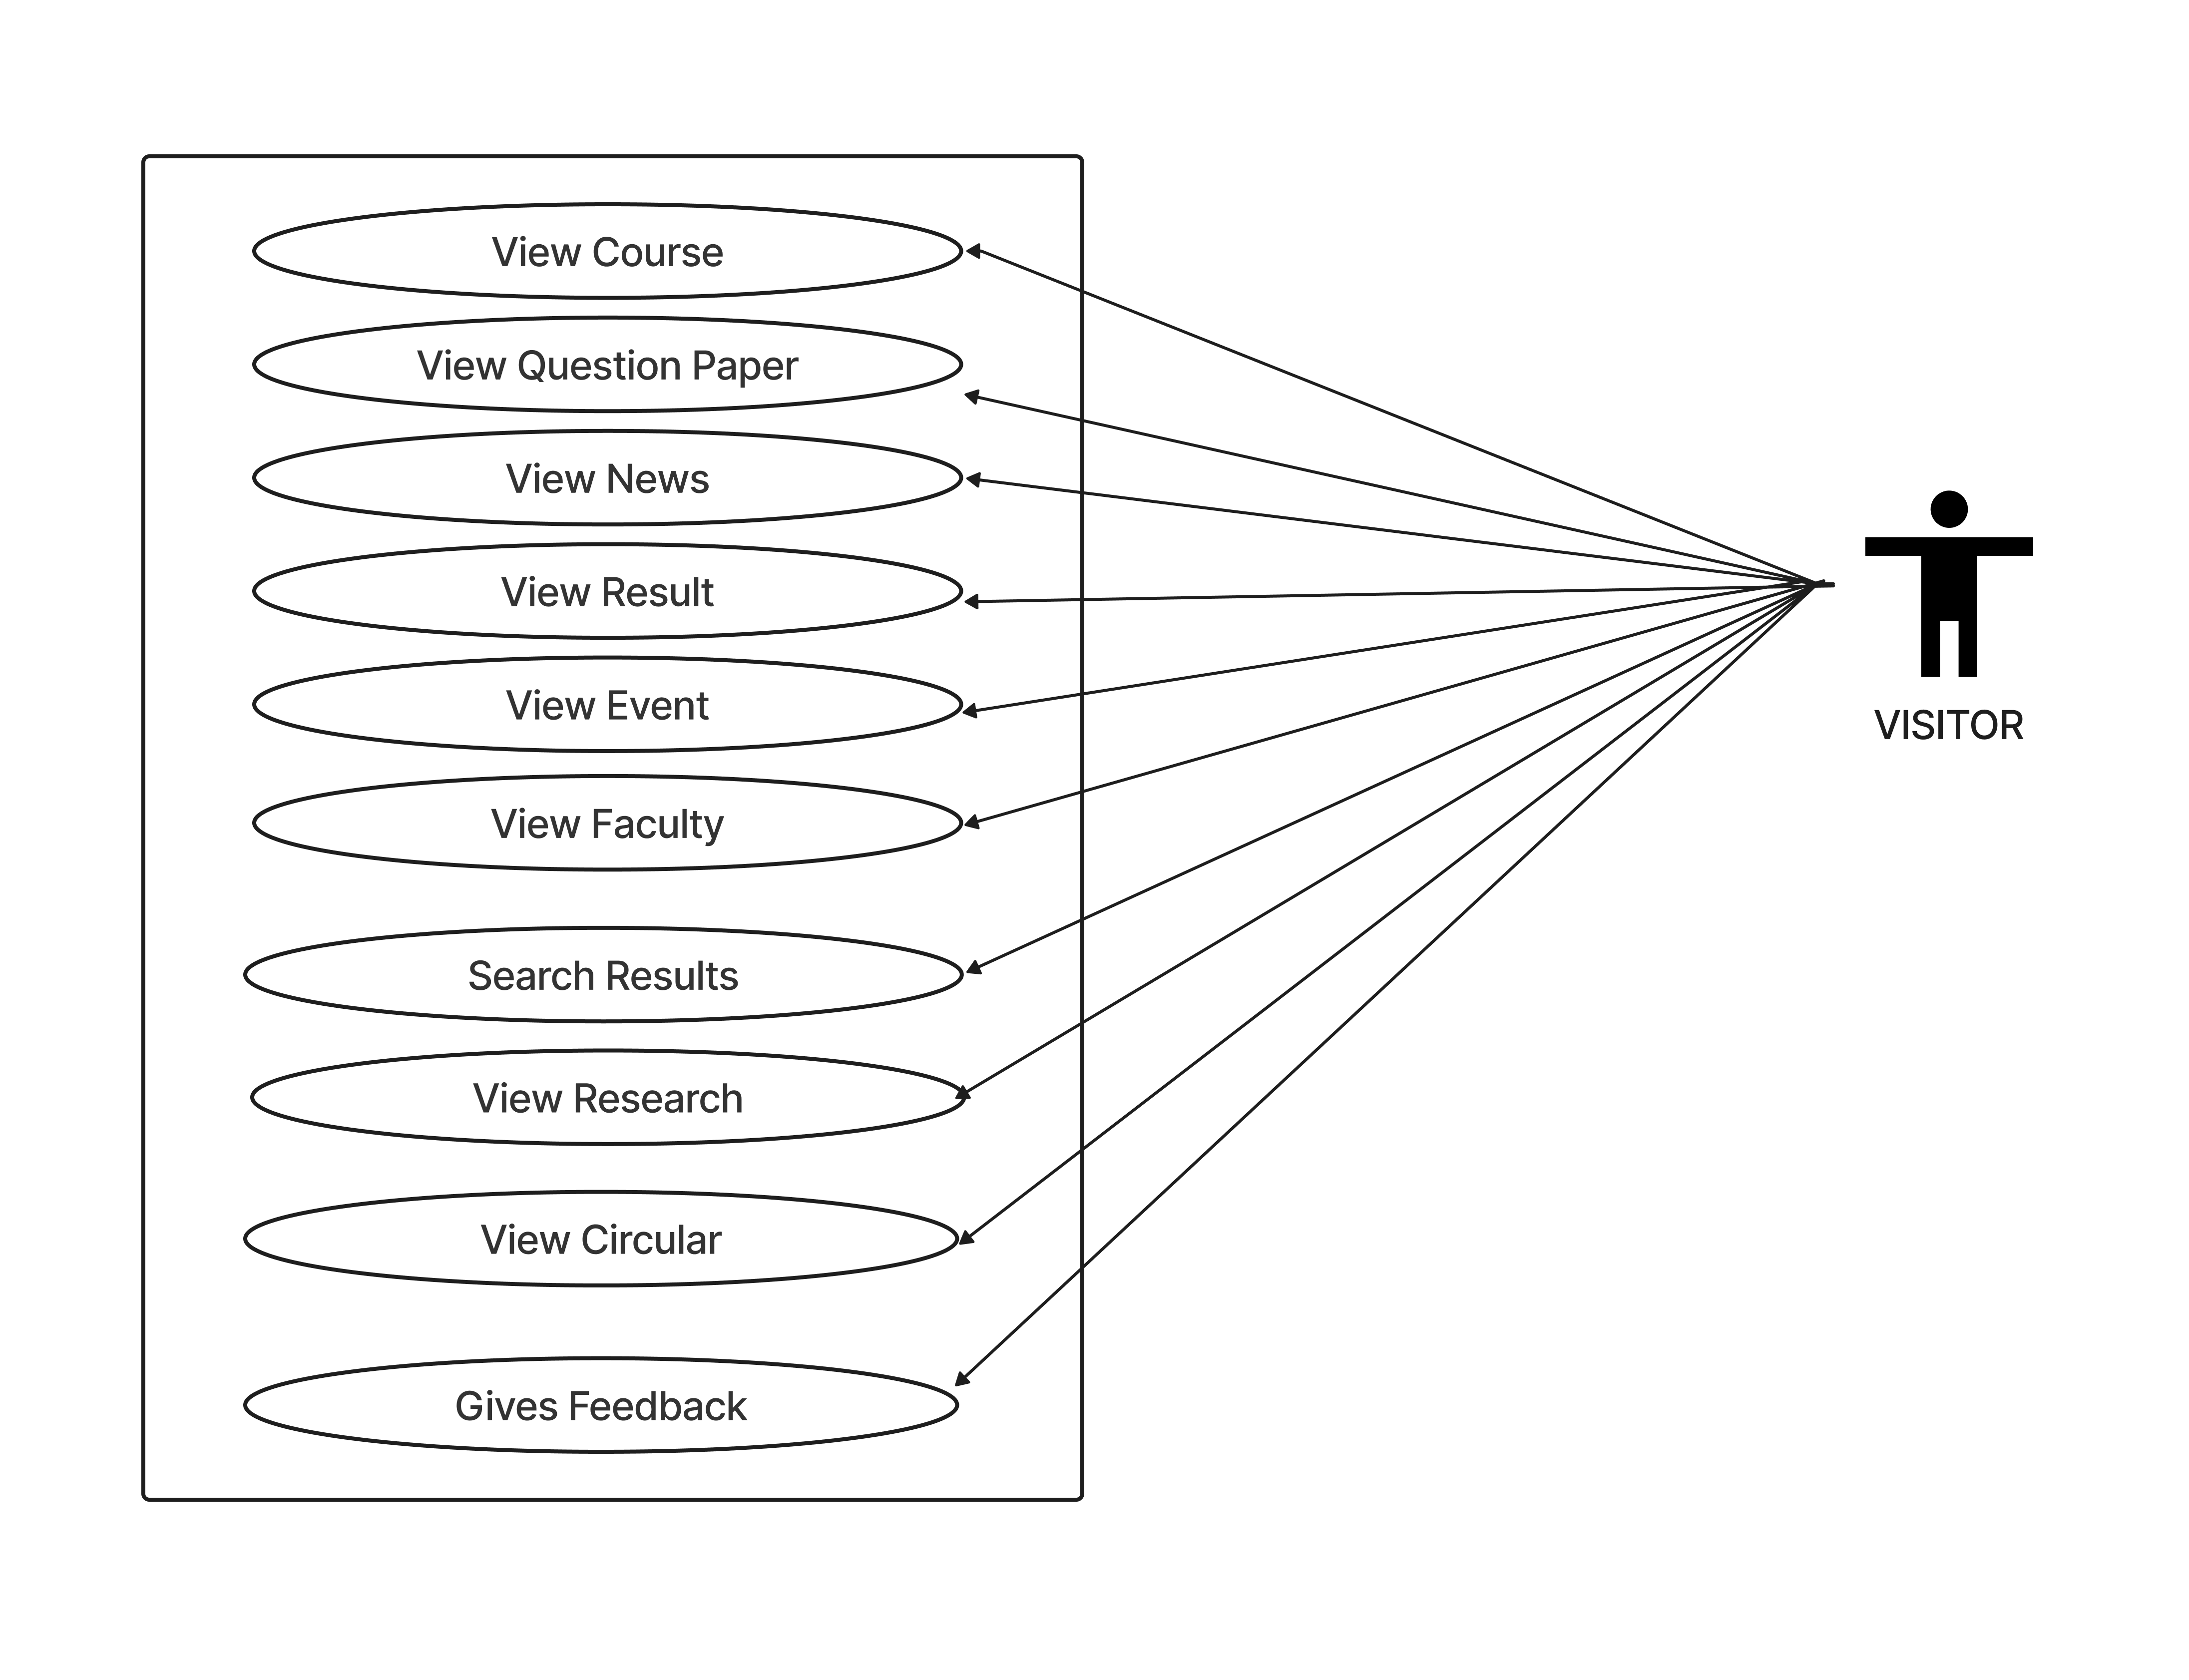 View Course
View Question Paper
View News
View Result
View Event
View Faculty
Search Results
View Research
View Circular
Gives Feedback
VISITOR